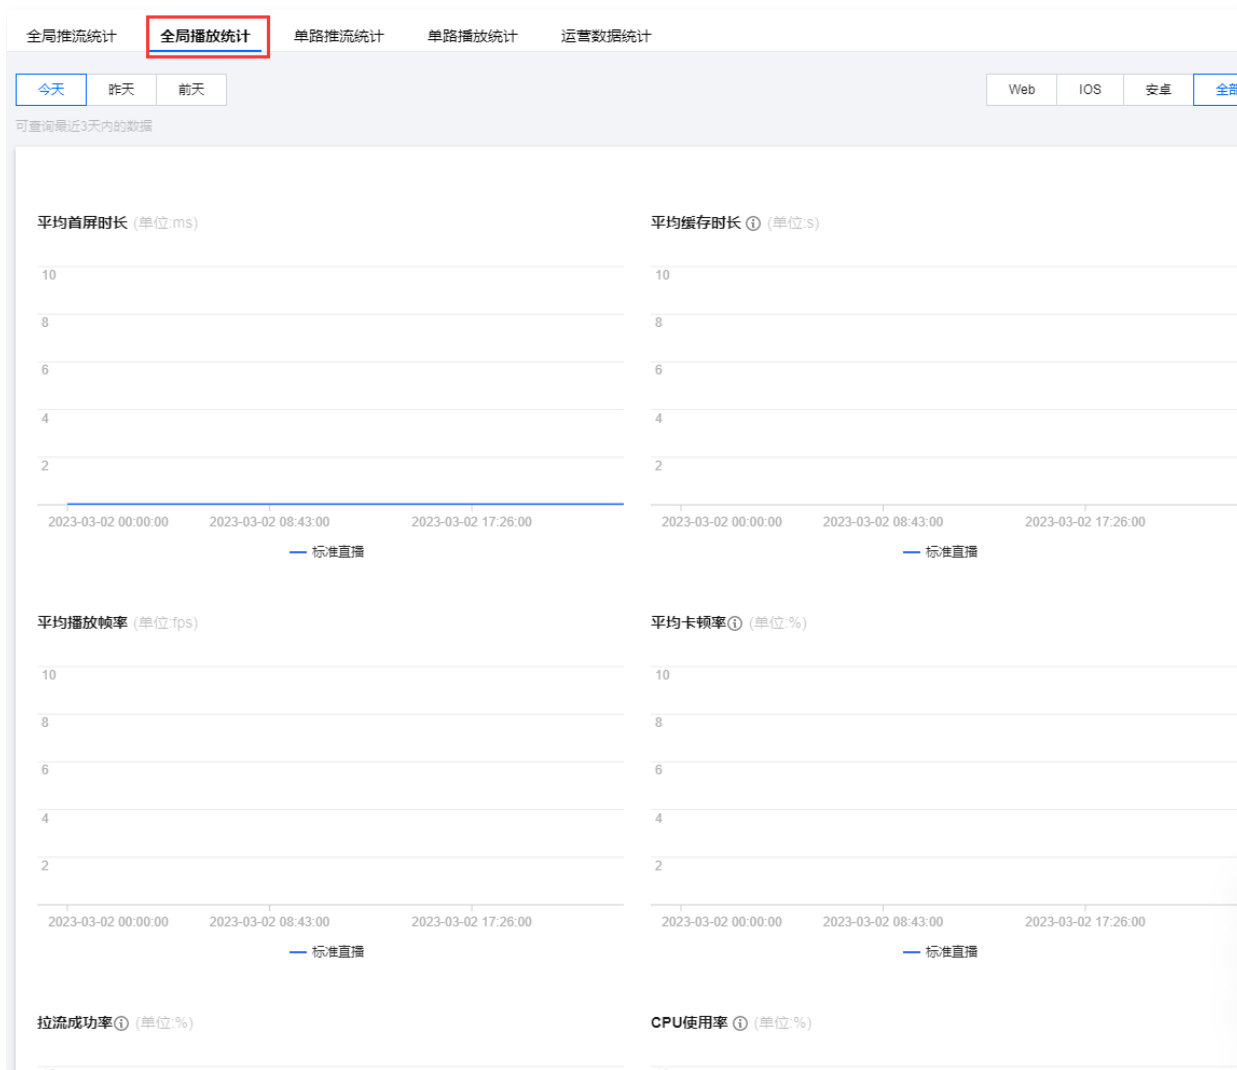 全局推流统计 全局播放统计 单路推流统计 单路播放统计 运营数据统计
今天 昨天 前天 Web IOS 安卓 全部
可查询最近3天内的数据
平均首屏时长 (单位:ms) 平均缓存时长 (单位:s)
10 10
8 8
6 6
4 4
2 2
2023-03-02 00:00:00 2023-03-02 08:43:00 2023-03-02 17:26:00 2023-03-02 00:00:00 2023-03-02 08:43:00 2023-03-02 17:26:00
标准直播 标准直播
平均播放帧率 (单位:fps) 平均卡顿率 (单位:%)
10 10
8 8
6 6
4 4
2 2
2023-03-02 00:00:00 2023-03-02 08:43:00 2023-03-02 17:26:00 2023-03-02 00:00:00 2023-03-02 08:43:00 2023-03-02 17:26:00
标准直播 标准直播
拉流成功率 (单位:%) CPU使用率 (单位:%)